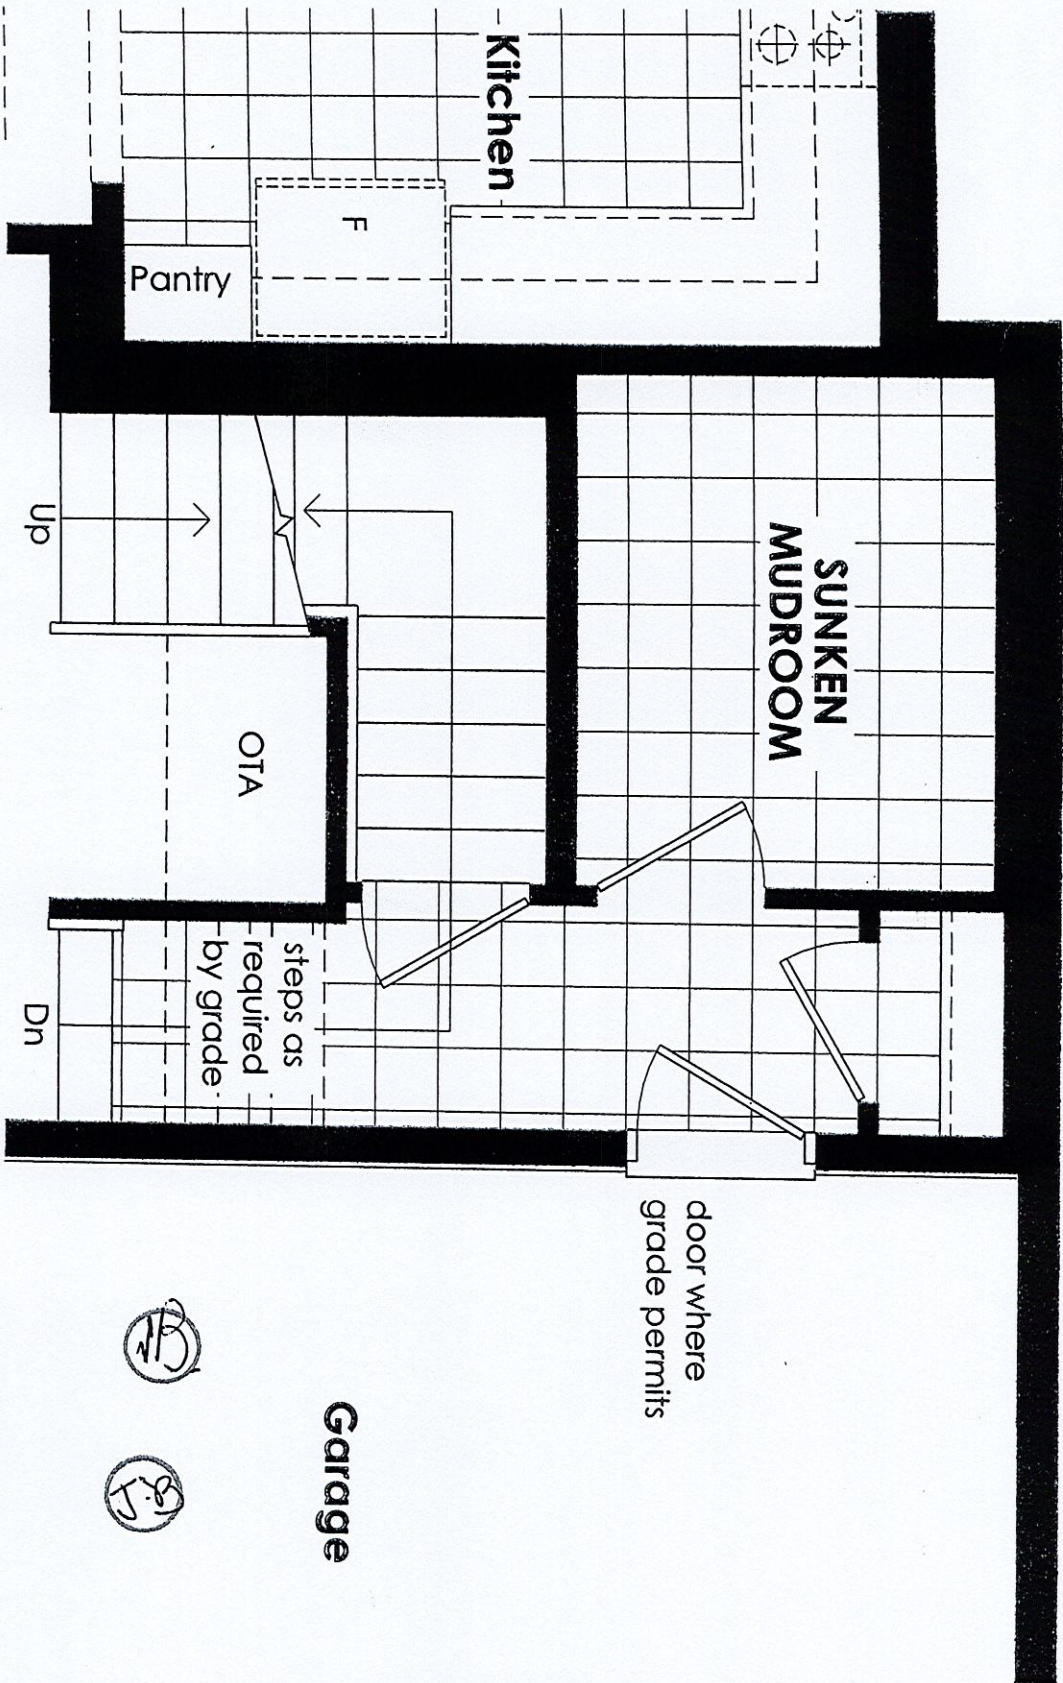 Kitchen
F
Pantry
SUNKEN
MUDROOM
Up
OTA
steps as
required
by grade
Dn
door where
grade permits
Garage
J.B